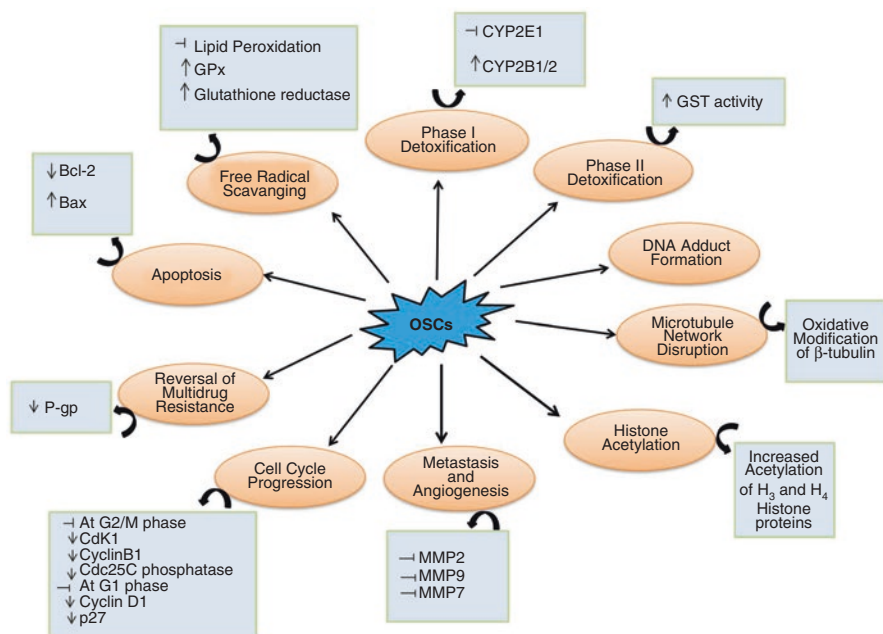 ⊣ Lipid Peroxidation
↑ GPx
↑ Glutathione reductase
⊣ CYP2E1
↑ CYP2B1/2
↑ GST activity
Phase I
Detoxification
Phase II
Detoxification
Free Radical
Scavanging
↓ Bcl-2
↑ Bax
Apoptosis
DNA Adduct
Formation
OSCs
Microtubule
Network
Disruption
Oxidative
Modification
of β-tubulin
Reversal of
Multidrug
Resistance
↓ P-gp
Histone
Acetylation
Increased
Acetylation
of H₃ and H₄
Histone
proteins
Cell Cycle
Progression
Metastasis
and
Angiogenesis
⊣ At G2/M phase
↓ CdK1
↓ CyclinB1
↓ Cdc25C phosphatase
⊣ At G1 phase
↓ Cyclin D1
↓ p27
⊣ MMP2
⊣ MMP9
⊣ MMP7